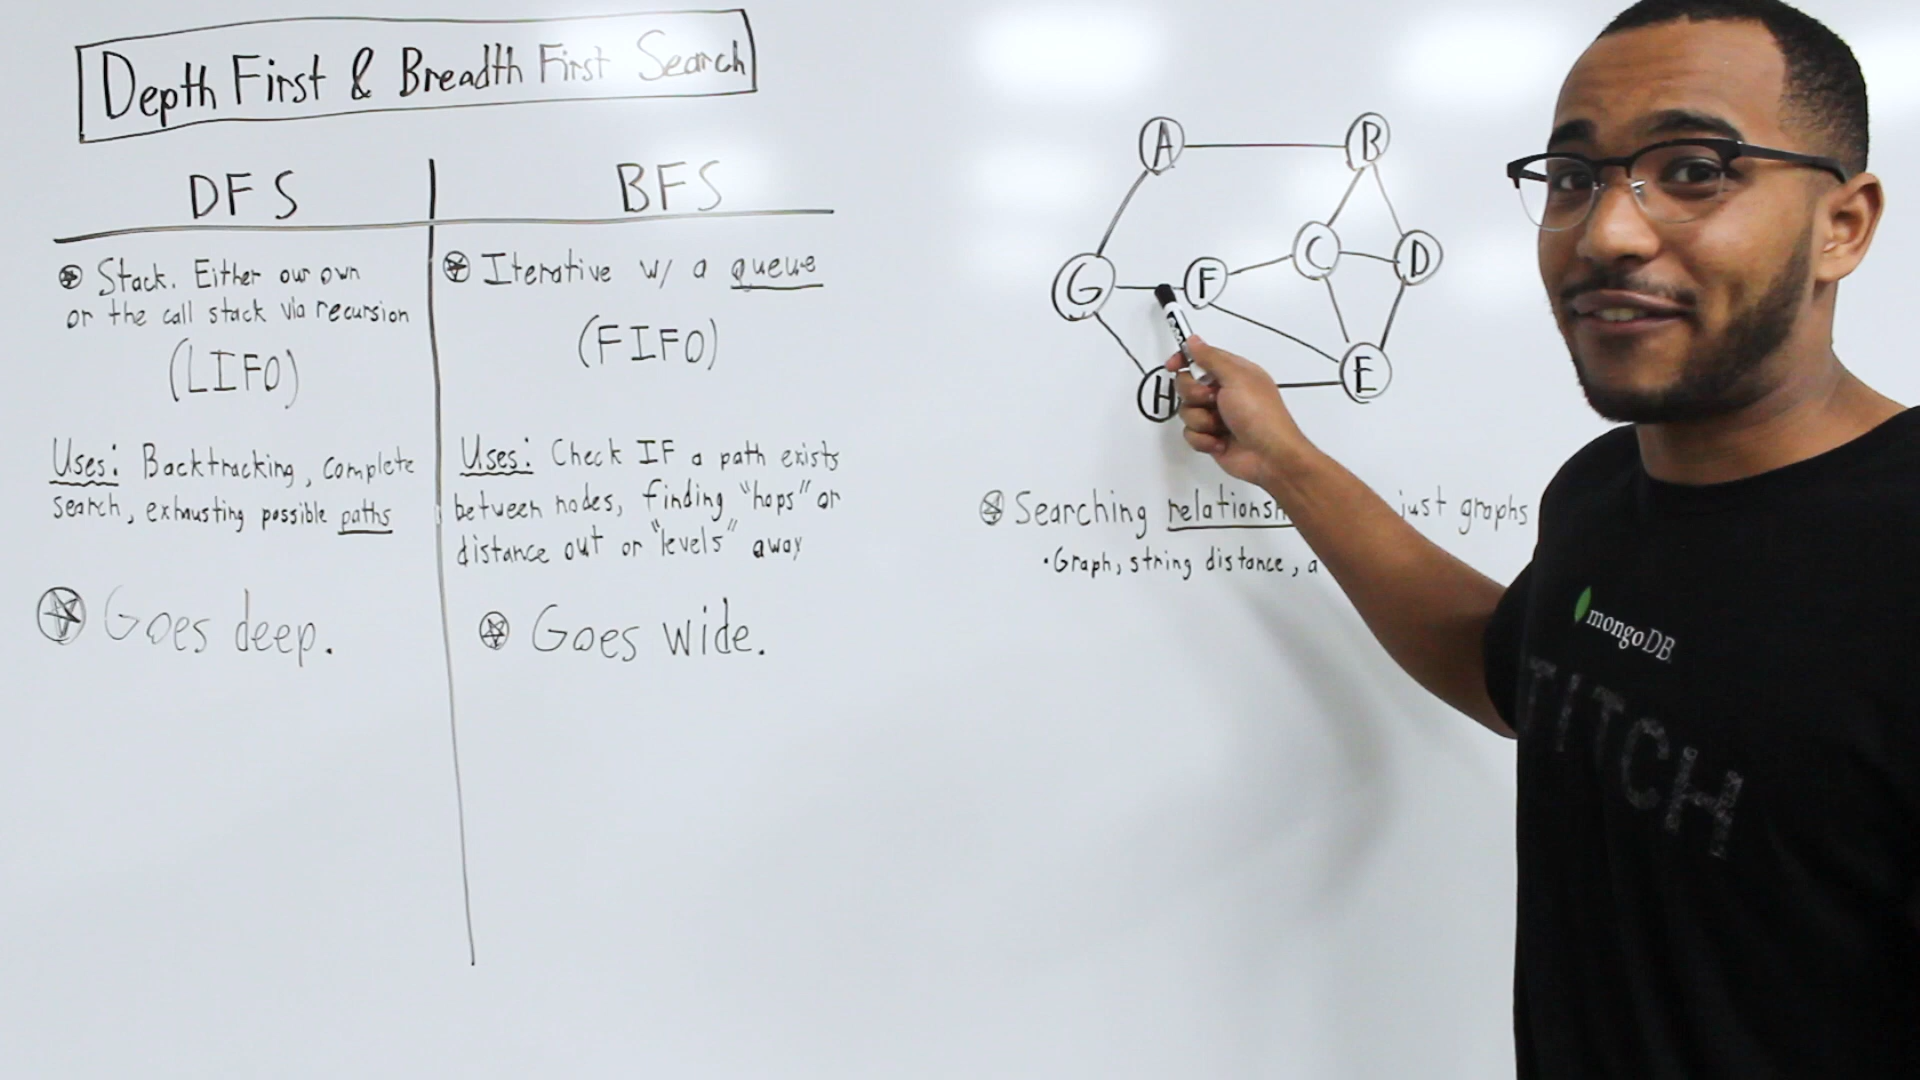 Depth First & Breadth First Search
DFS
Stack. Either our own
or the call stack via recursion
(LIFO)
Uses: Backtracking, complete
search, exhausting possible paths
Goes deep.
BFS
Iterative w/ a queue
(FIFO)
Uses: Check IF a path exists
between nodes, finding "hops" or
distance out or "levels" away
Goes wide.
A
B
C
D
G
F
E
H
Searching just graphs
Graph, string distance,
mongoDB